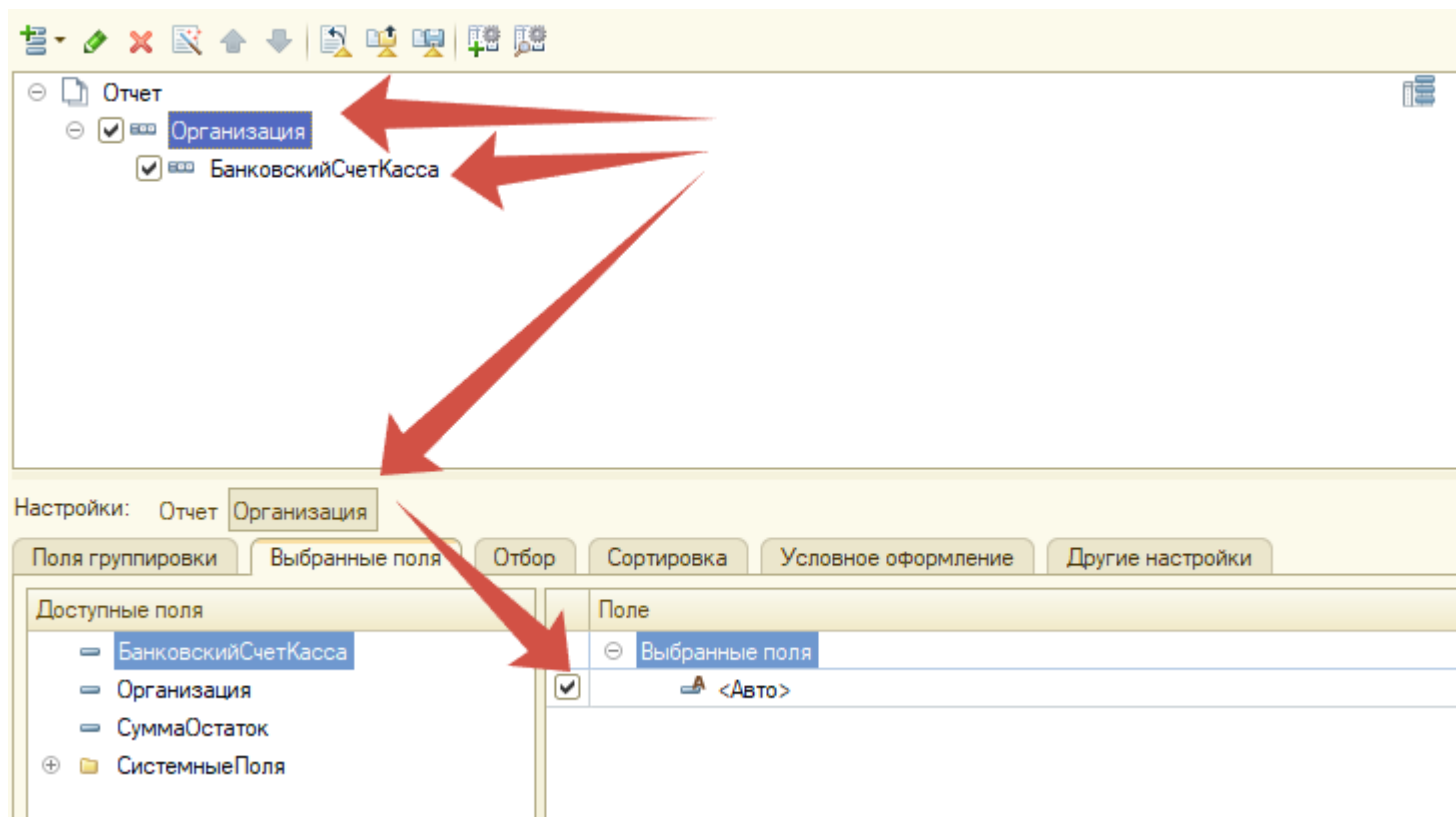 Отчет
Организация
БанковскийСчетКасса
Настройки: Отчет Организация
Поля группировки Выбранные поля Отбор Сортировка Условное оформление Другие настройки
Доступные поля Поле
БанковскийСчетКасса Выбранные поля
Организация <Авто>
СуммаОстаток
СистемныеПоля